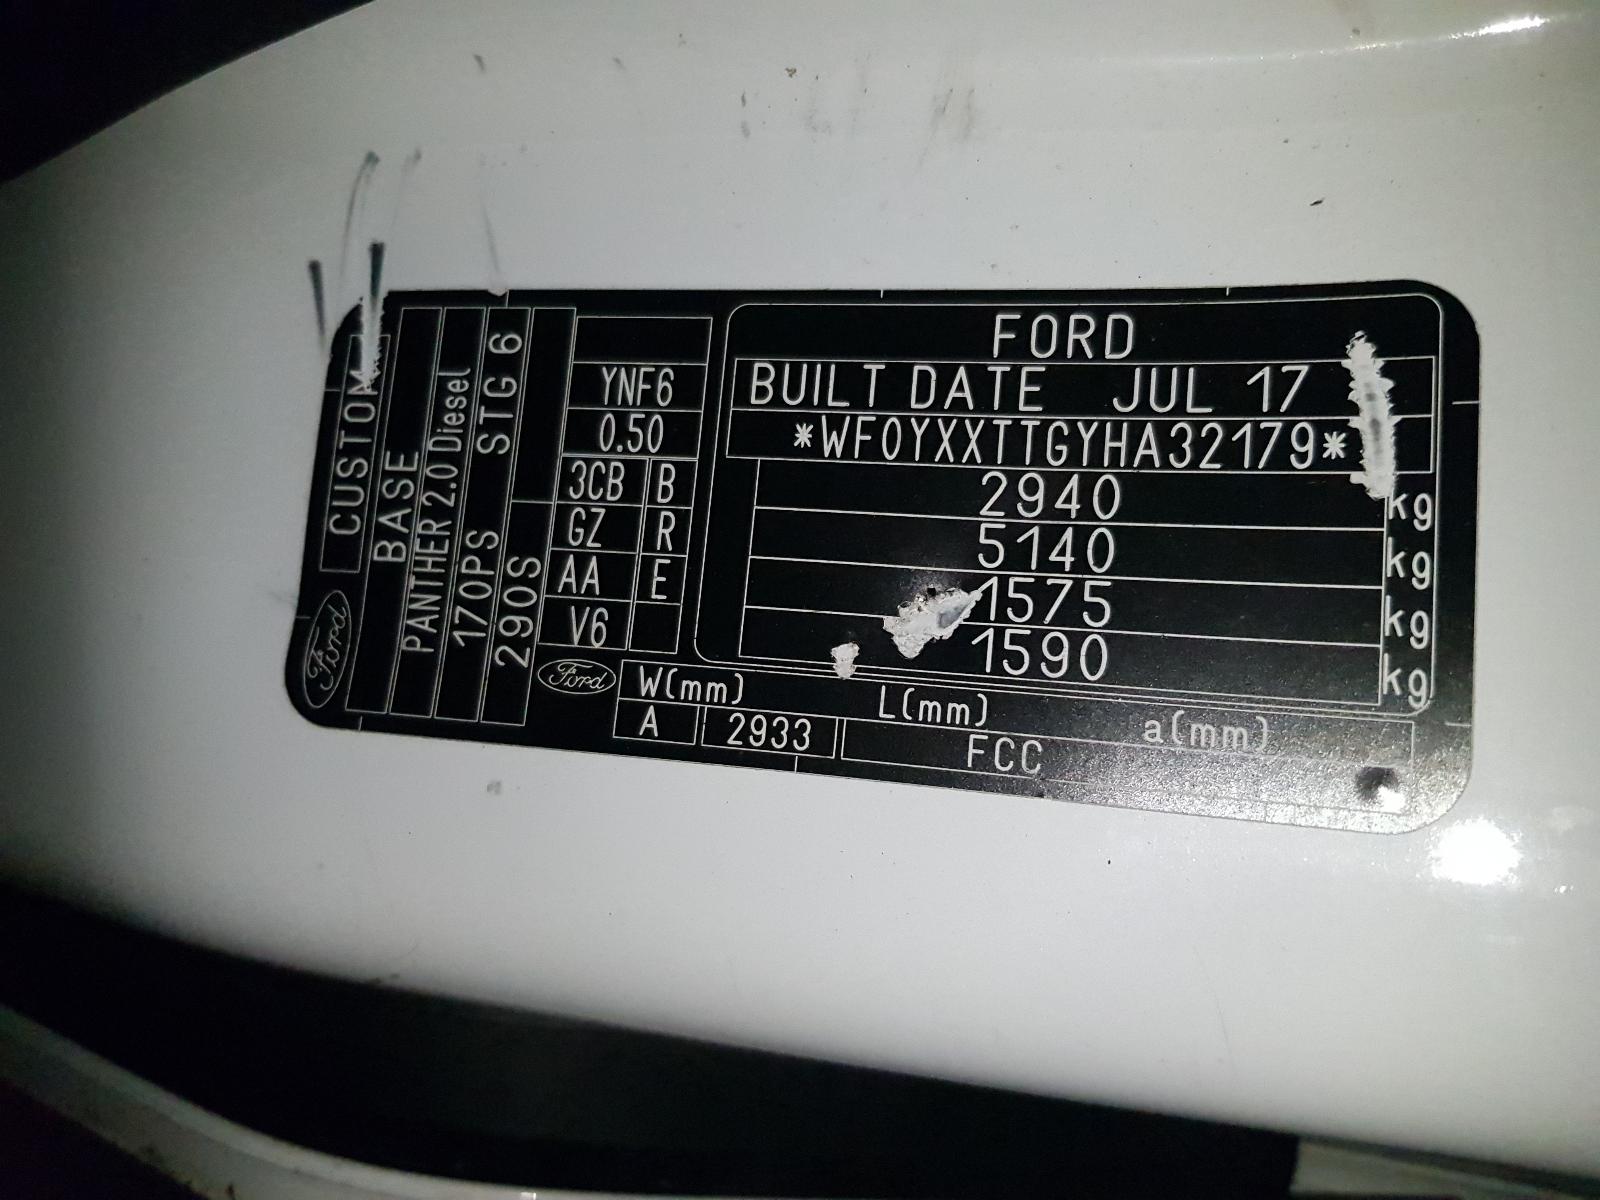 FORD
BUILT DATE JUL 17
*WF0YXXTTGYHA32179*
2940 kg
5140 kg
1575 kg
1590 kg
YNF6
0.50
3CB B
GZ R
AA E
V6
Ford
W(mm) L(mm) a(mm)
A 2933 FCC
Ford
CUSTOM
BASE
PANTHER 2.0 Diesel
170PS STG 6
290S